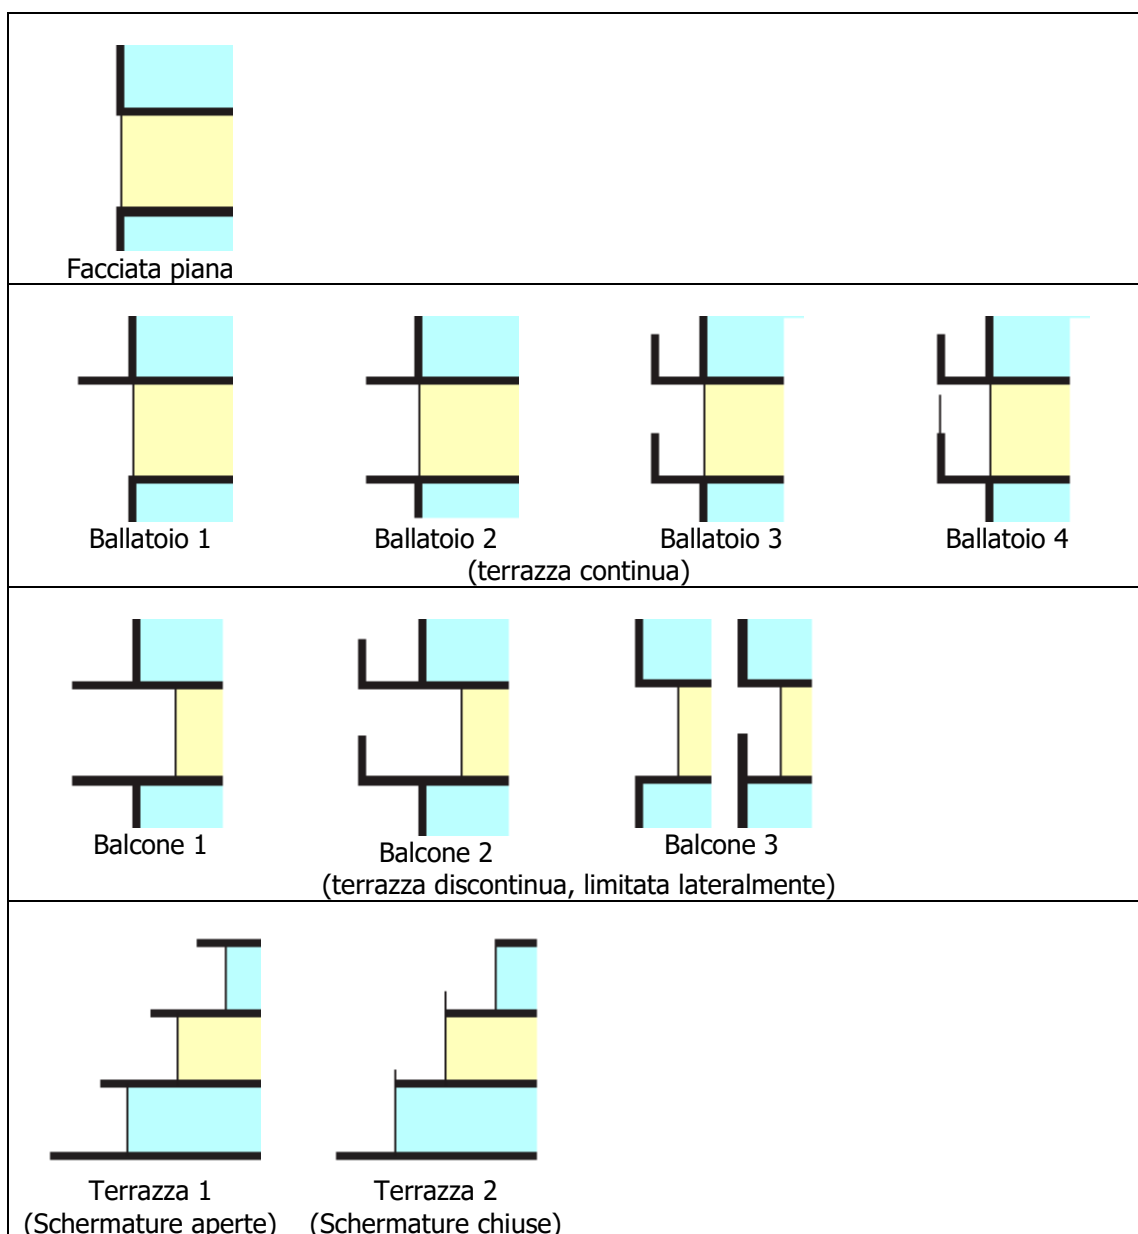 Facciata piana
Ballatoio 1 Ballatoio 2 Ballatoio 3 Ballatoio 4
(terrazza continua)
Balcone 1 Balcone 2 Balcone 3
(terrazza discontinua, limitata lateralmente)
Terrazza 1 Terrazza 2
(Schermature aperte) (Schermature chiuse)